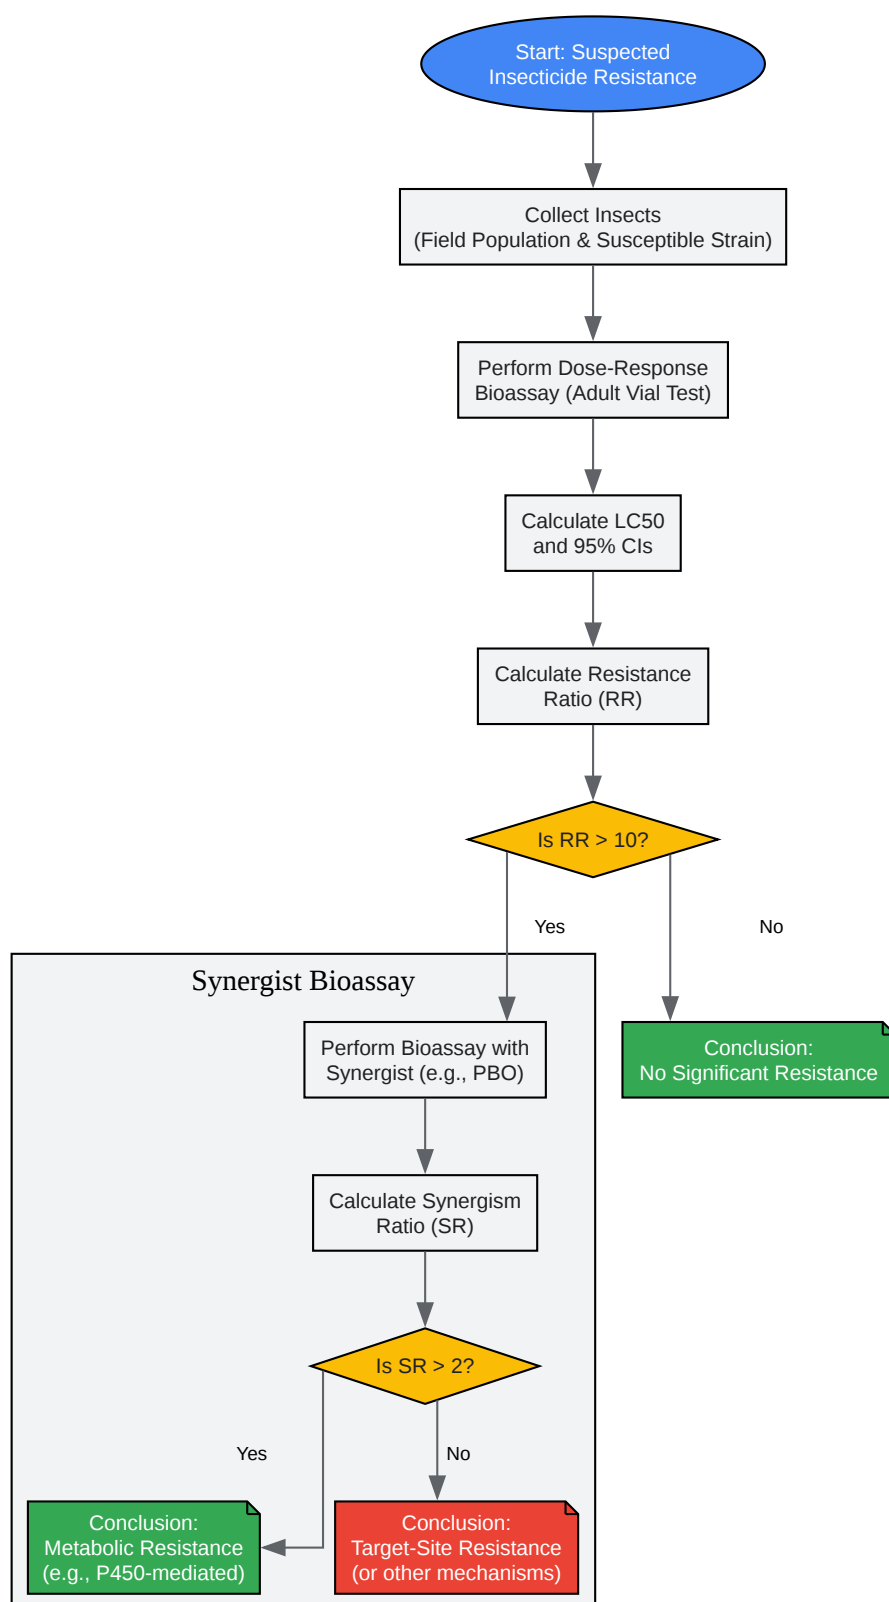 Start: Suspected
Insecticide Resistance
Collect Insects
(Field Population & Susceptible Strain)
Perform Dose-Response
Bioassay (Adult Vial Test)
Calculate LC50
and 95% CIs
Calculate Resistance
Ratio (RR)
Is RR > 10?
Yes
No
Synergist Bioassay
Perform Bioassay with
Synergist (e.g., PBO)
Conclusion:
No Significant Resistance
Calculate Synergism
Ratio (SR)
Is SR > 2?
Yes
No
Conclusion:
Metabolic Resistance
(e.g., P450-mediated)
Conclusion:
Target-Site Resistance
(or other mechanisms)